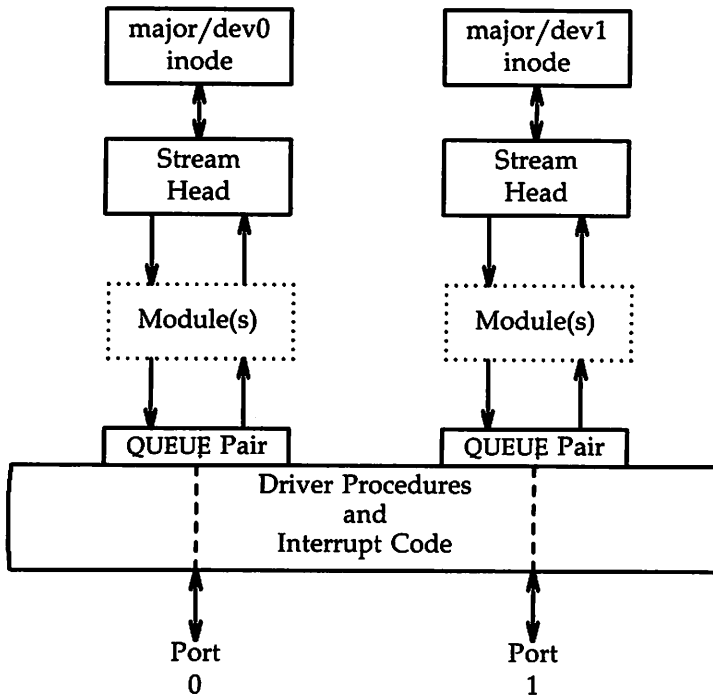 major/dev0
inode
major/dev1
inode
Stream
Head
Stream
Head
Module(s)
Module(s)
QUEUE Pair
QUEUE Pair
Driver Procedures
and
Interrupt Code
Port
0
Port
1